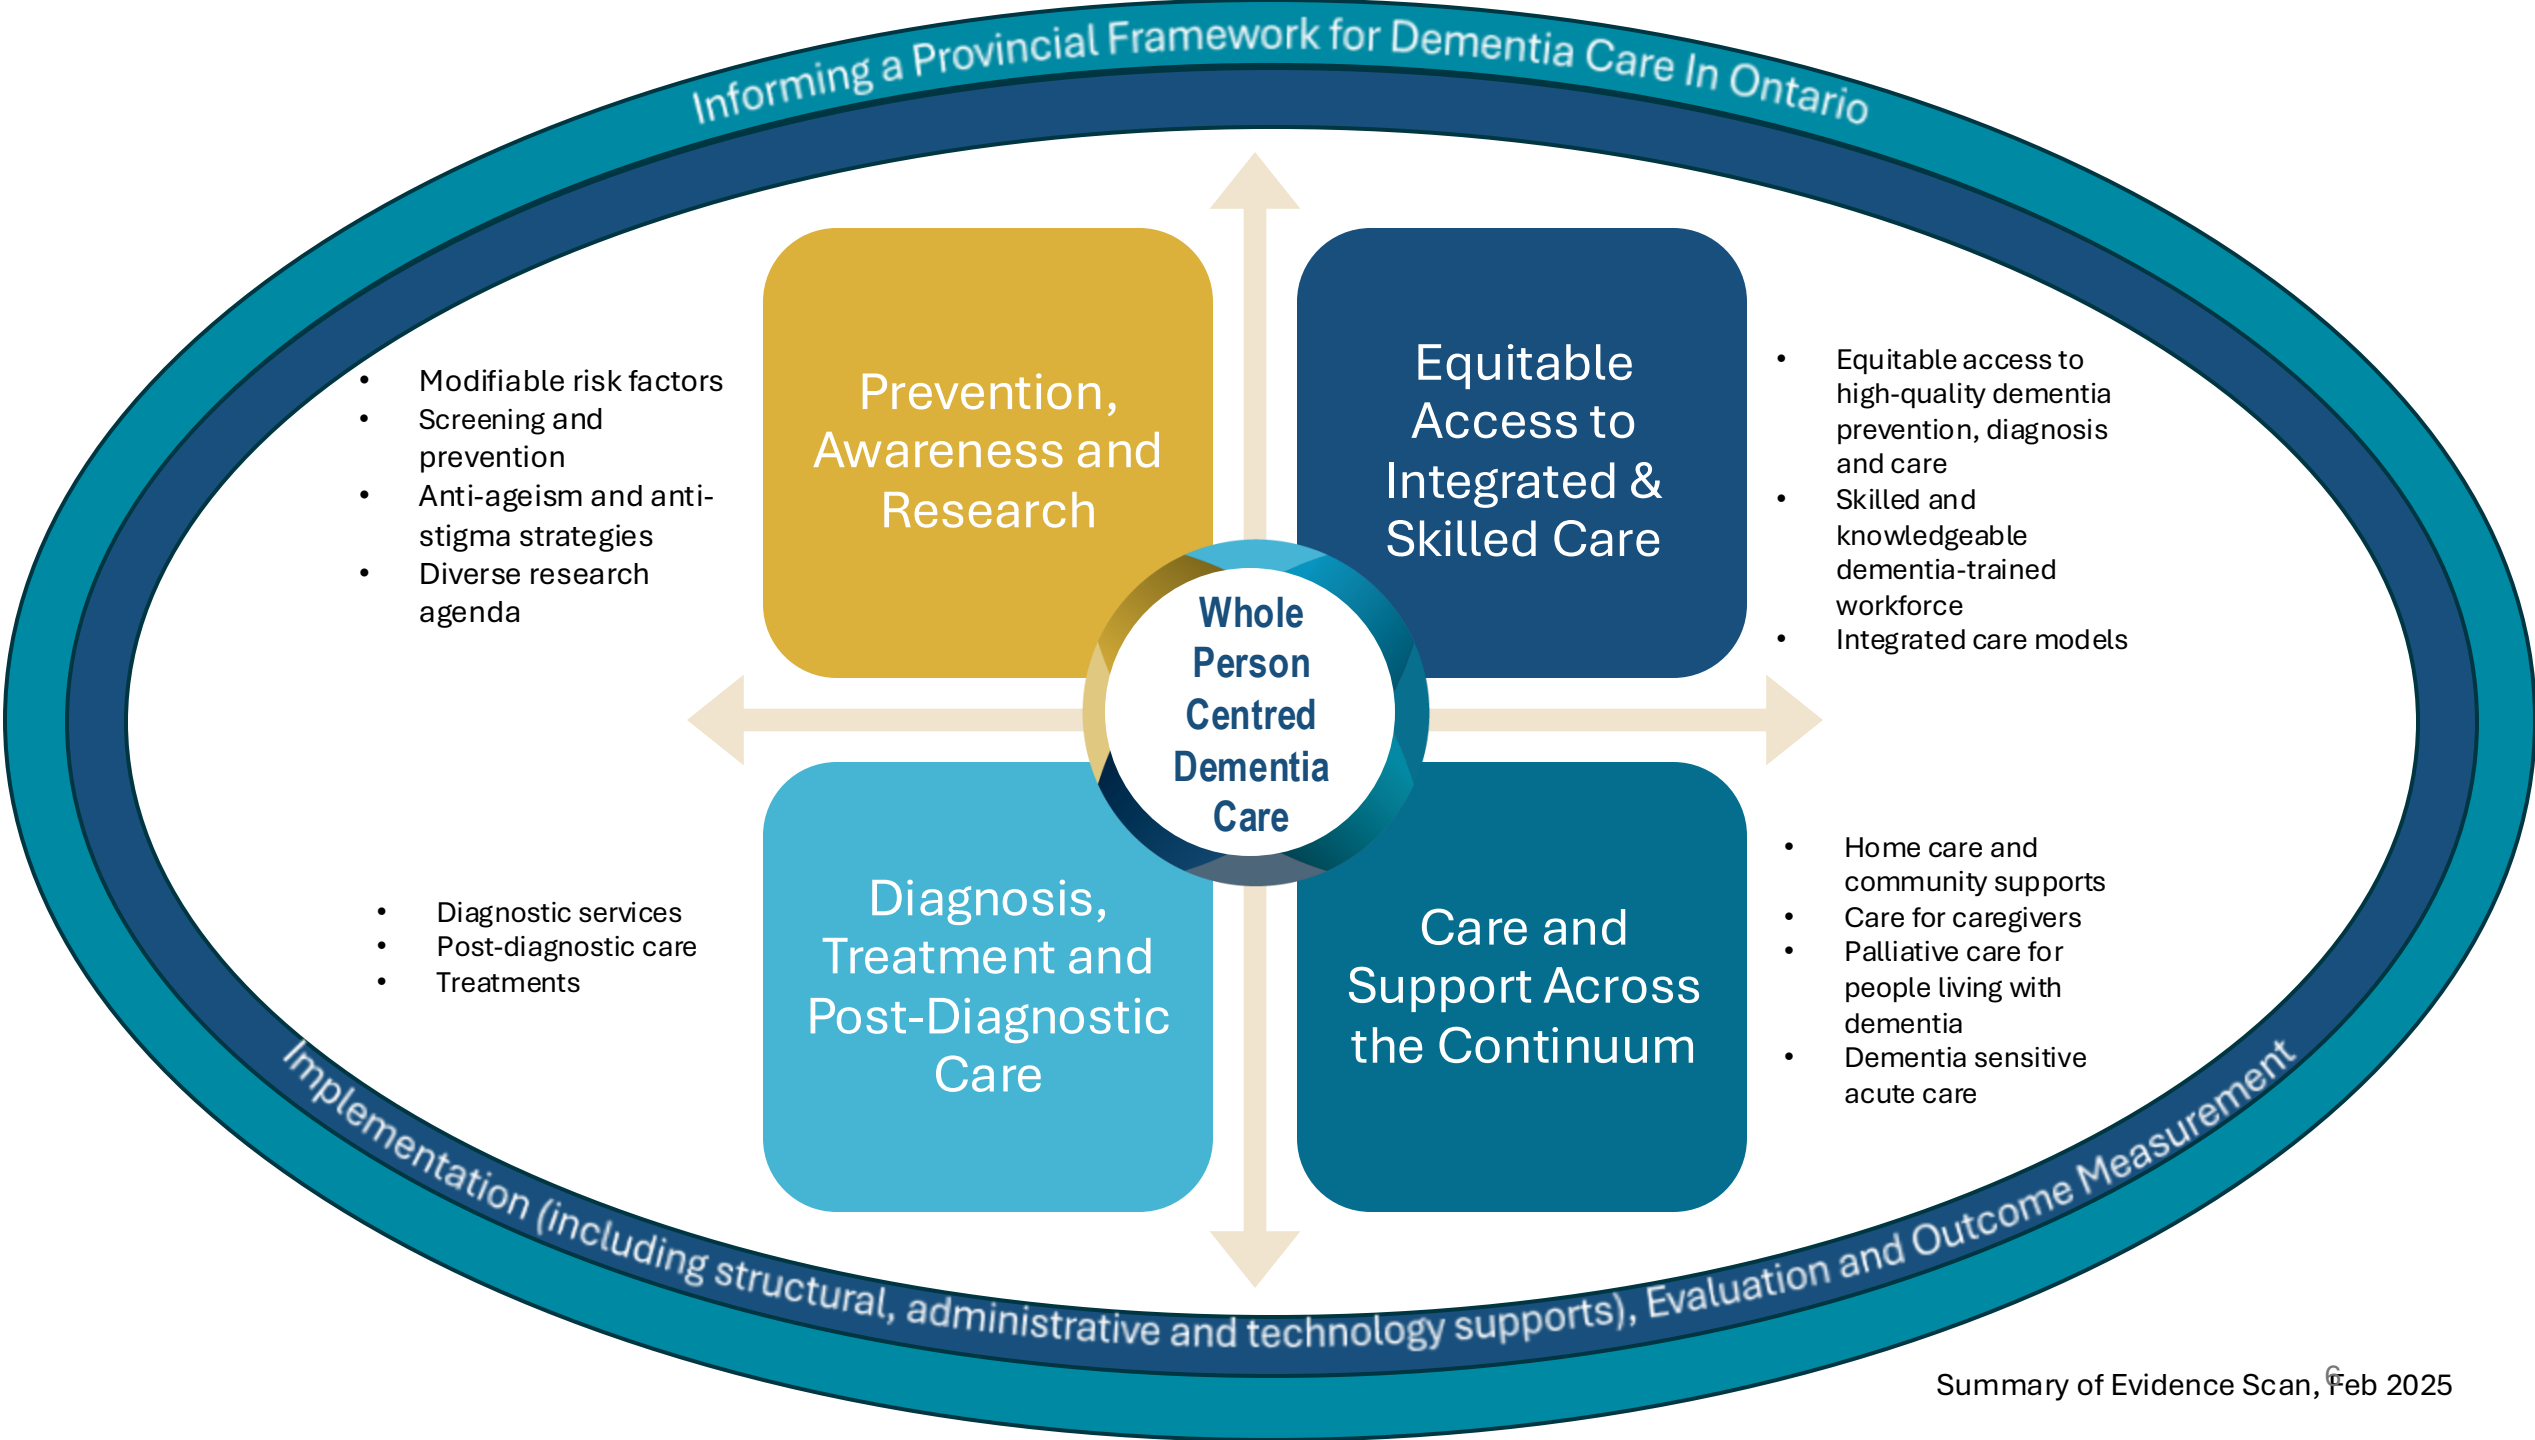 Informing a Provincial Framework for Dementia Care In Ontario
Prevention,
Awareness and
Research
• Modifiable risk factors
• Screening and
prevention
• Anti-ageism and anti-
stigma strategies
• Diverse research
agenda
Equitable
Access to
Integrated &
Skilled Care
• Equitable access to
high-quality dementia
prevention, diagnosis
and care
• Skilled and
knowledgeable
dementia-trained
workforce
• Integrated care models
Whole
Person
Centred
Dementia
Care
Diagnosis,
Treatment and
Post-Diagnostic
Care
• Diagnostic services
• Post-diagnostic care
• Treatments
Care and
Support Across
the Continuum
• Home care and
community supports
• Care for caregivers
• Palliative care for
people living with
dementia
• Dementia sensitive
acute care
Implementation (including structural, administrative and technology supports), Evaluation and Outcome Measurement
Summary of Evidence Scan, Feb 2025
6